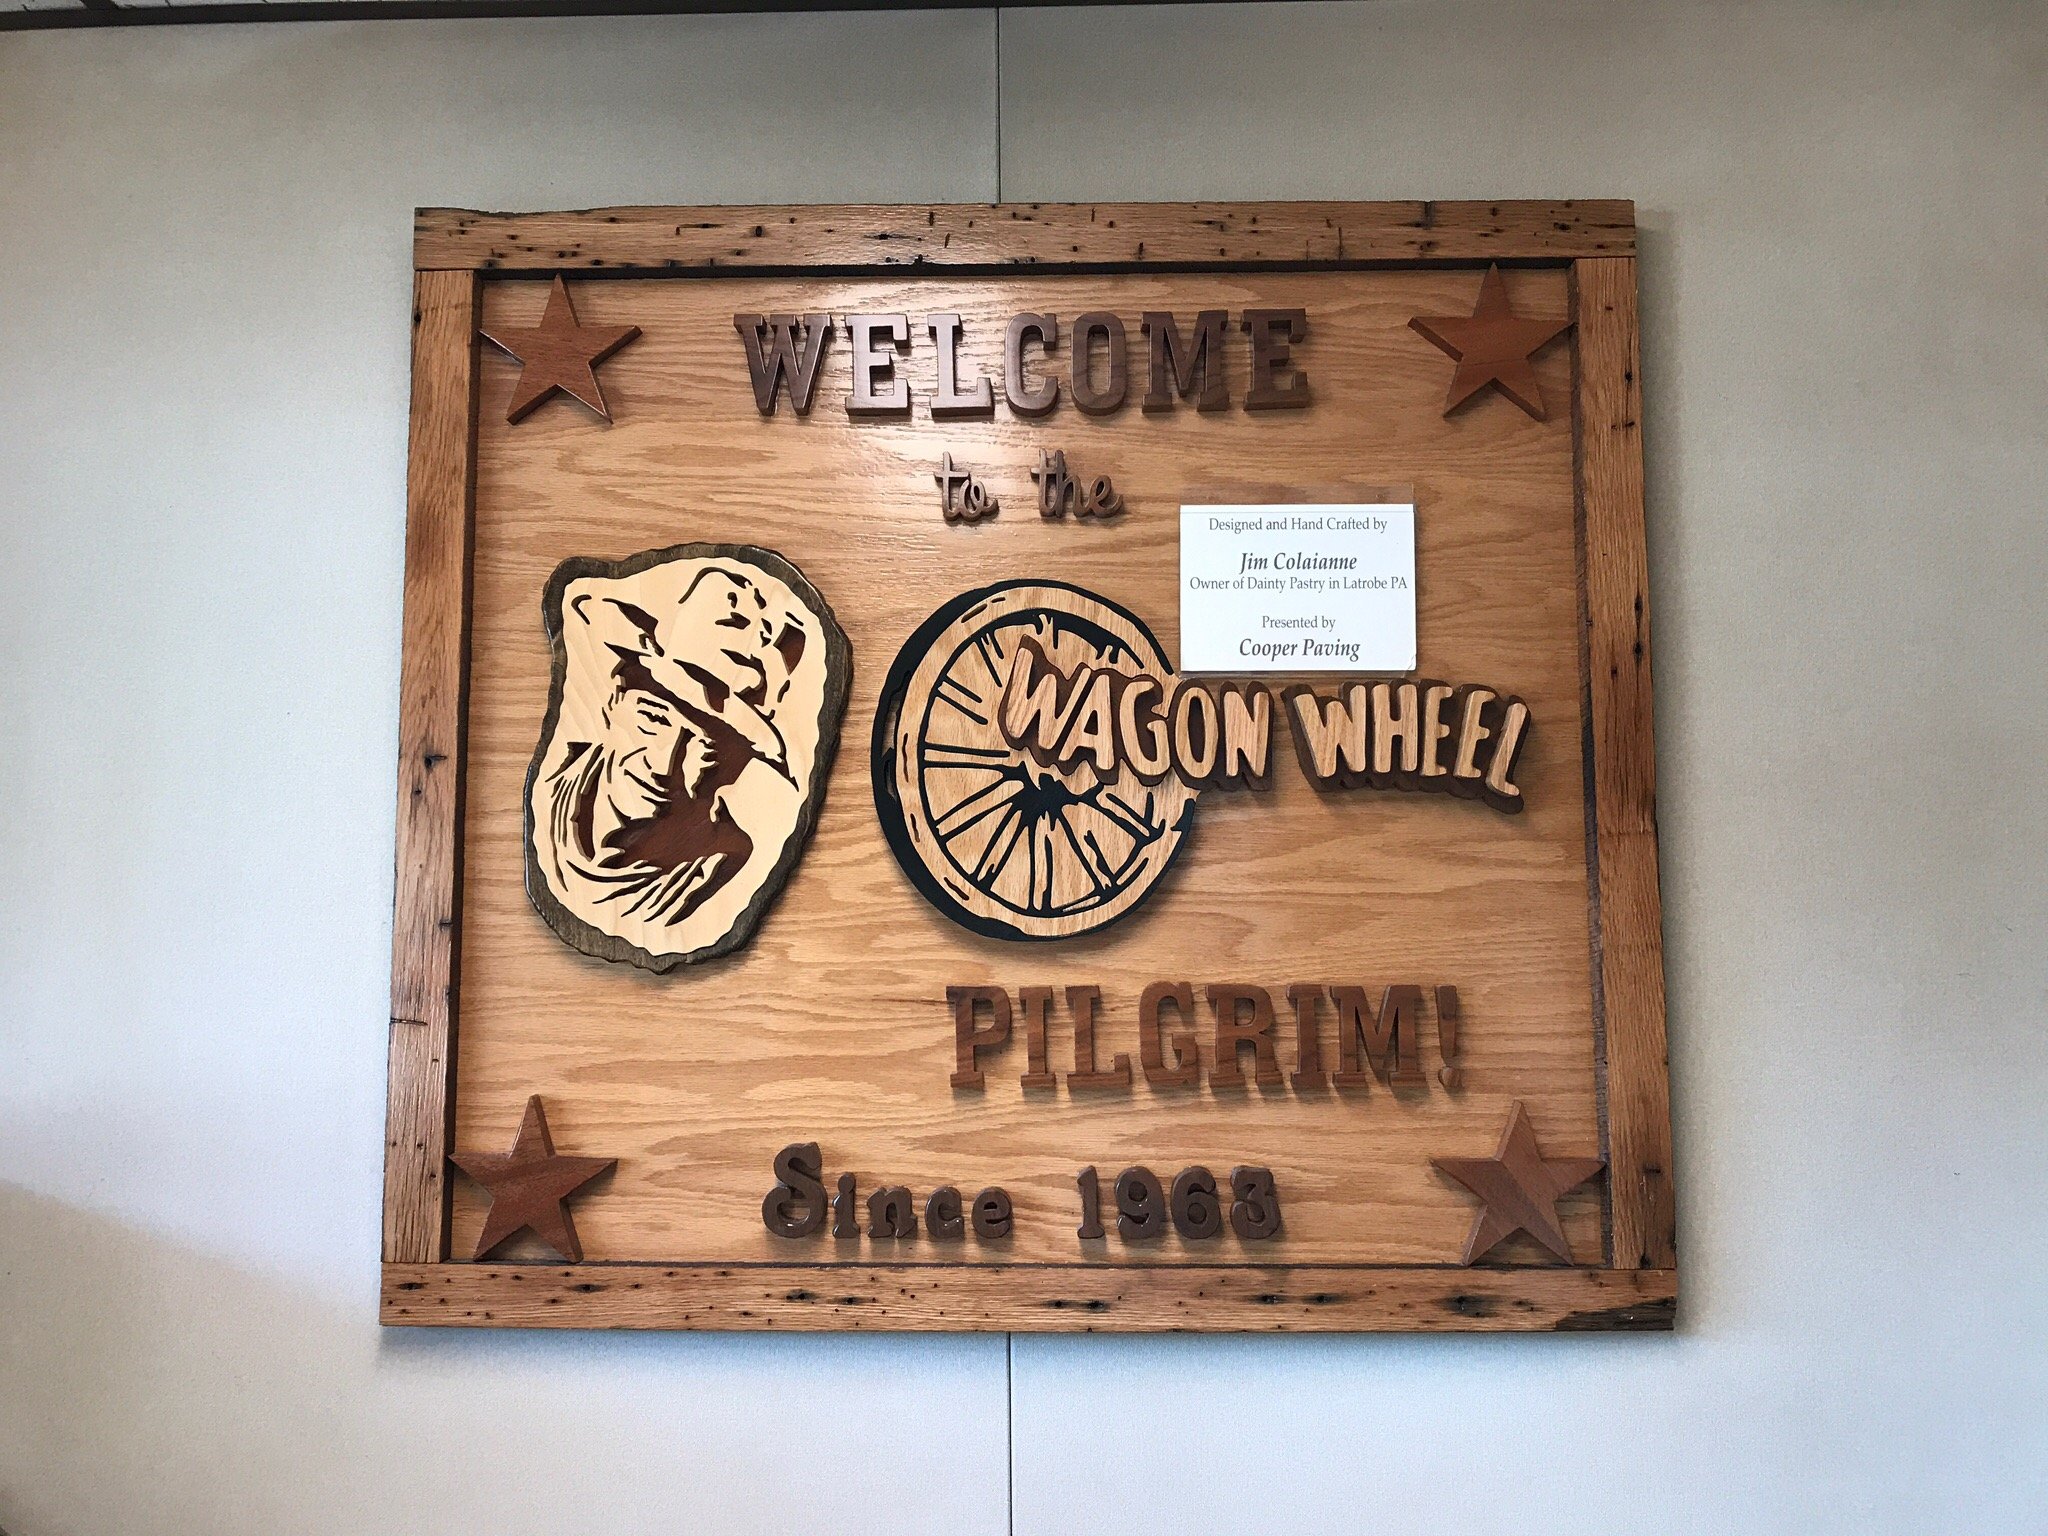 WELCOME
to the
Designed and Hand Crafted by
Jim Colaianne
Owner of Dainty Pastry in Latrobe PA
Presented by
Cooper Paving
WAGON WHEEL
PILGRIM!
Since 1963